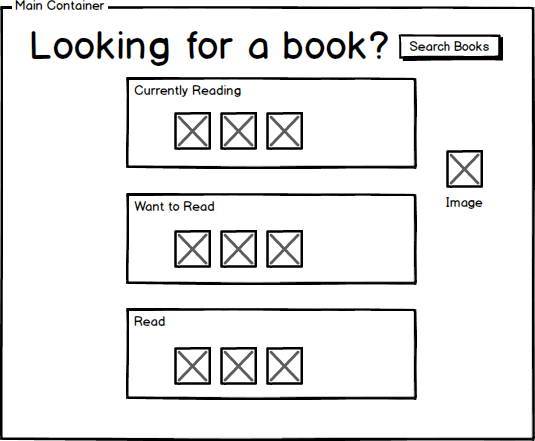 Main Container
Looking for a book?
Search Books
Currently Reading
Image
Want to Read
Read